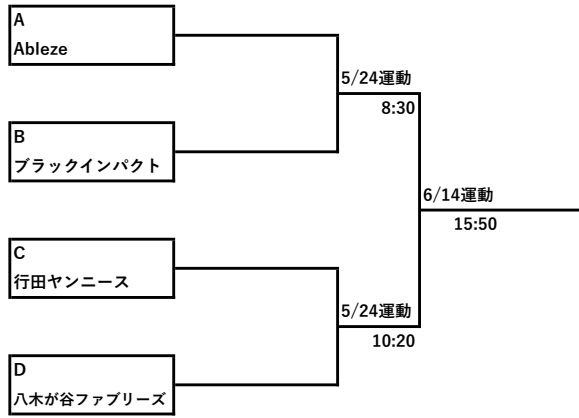 A
Ableze
5/24運動
8:30
B
ブラックインパクト
6/14運動
15:50
C
行田ヤンニース
5/24運動
10:20
D
八木が谷ファブリーズ